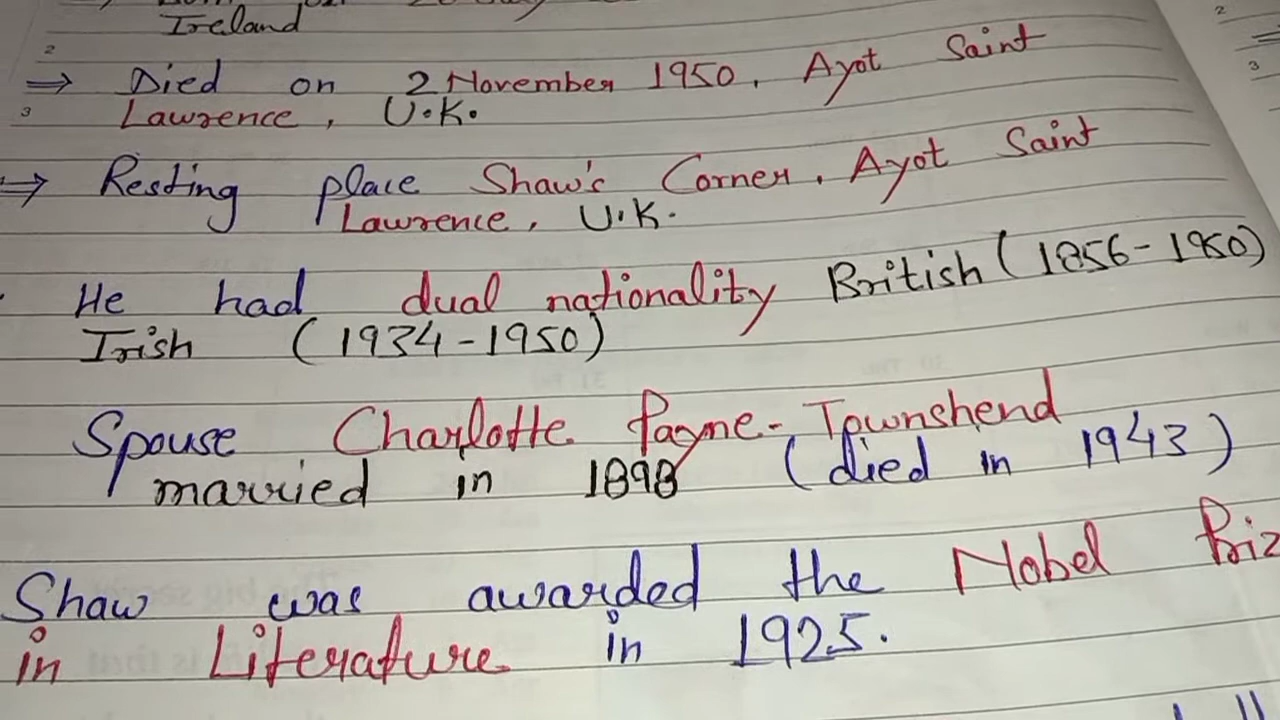 Ireland
⇒ Died on 2 November 1950, Ayot Saint
Lawrence, U.K.
⇒ Resting place Shaw's Corner, Ayot Saint
Lawrence, U.K.
He had dual nationality British (1856-1950)
Irish (1934-1950)
Spouse Charlotte Payne-Townshend
married in 1898 (died in 1943)
Shaw was awarded the Nobel Priz
in Literature in 1925.